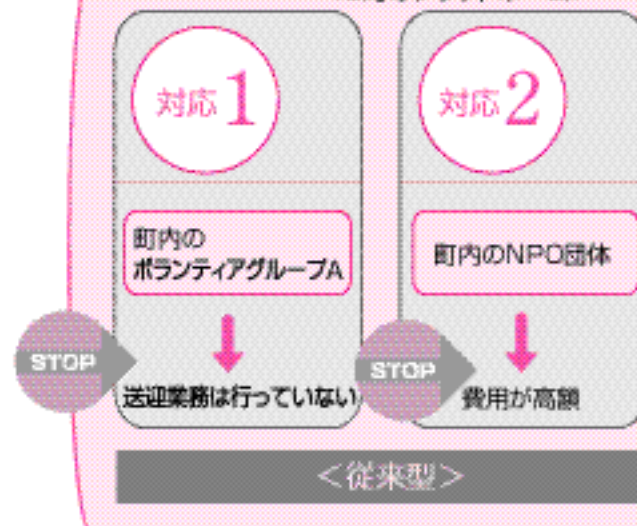 対応1
町内の
ボランティアグループA
STOP
送迎業務は行っていない
対応2
町内のNPO団体
STOP
費用が高額
＜従来型＞